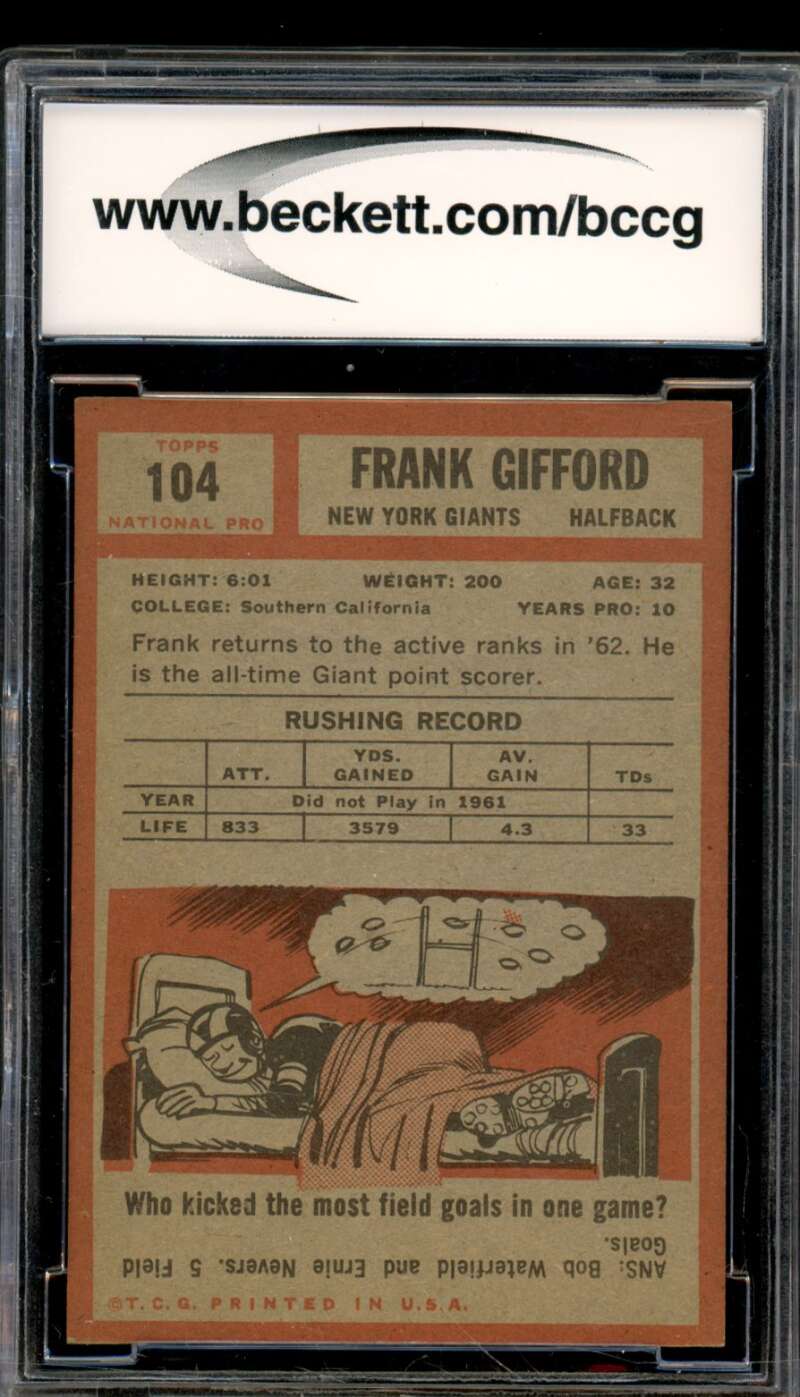 www.beckett.com/bccg
TOPPS
104
NATIONAL PRO
FRANK GIFFORD
NEW YORK GIANTS HALFBACK
HEIGHT: 6:01 WEIGHT: 200 AGE: 32
COLLEGE: Southern California YEARS PRO: 10
Frank returns to the active ranks in '62. He
is the all-time Giant point scorer.
RUSHING RECORD
ATT. YDS. GAINED AV. GAIN TDs
YEAR Did not Play in 1961
LIFE 833 3579 4.3 33
Who kicked the most field goals in one game?
ANS: Bob Waterfield and Ernie Nevers. 5 Field
Goals.
©T.C.G. PRINTED IN U.S.A.